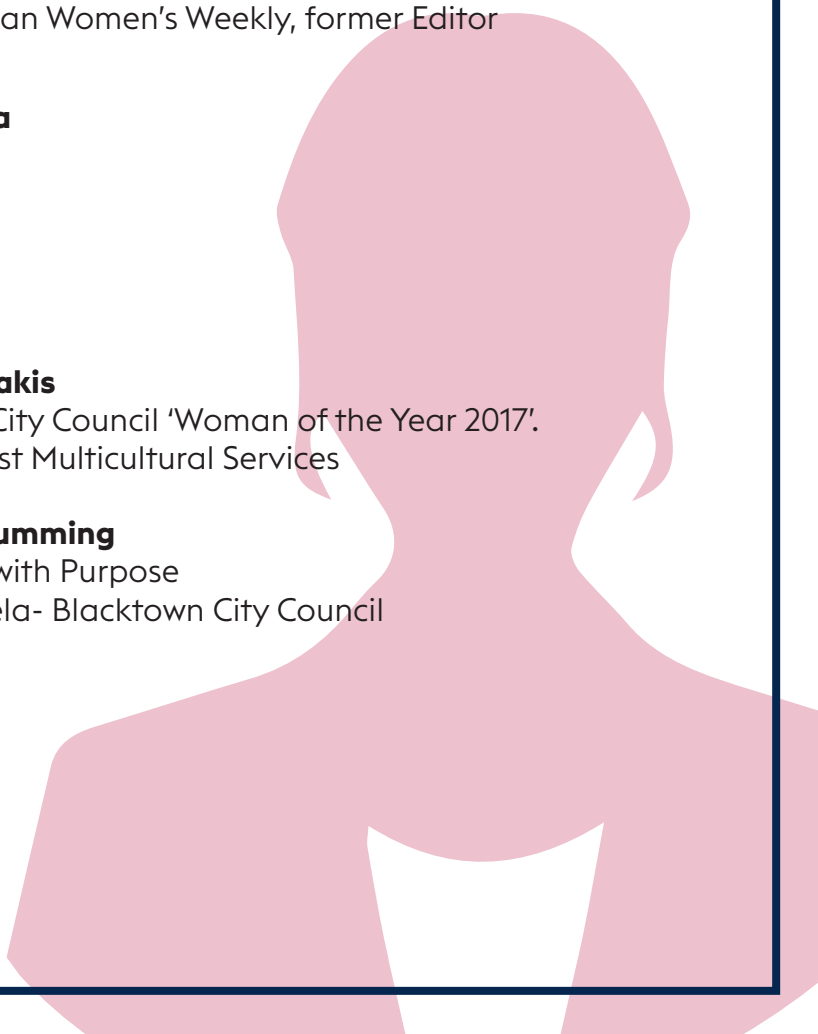 an Women’s Weekly, former Editor
a
akis
City Council ‘Woman of the Year 2017’.
st Multicultural Services
umming
with Purpose
ela- Blacktown City Council